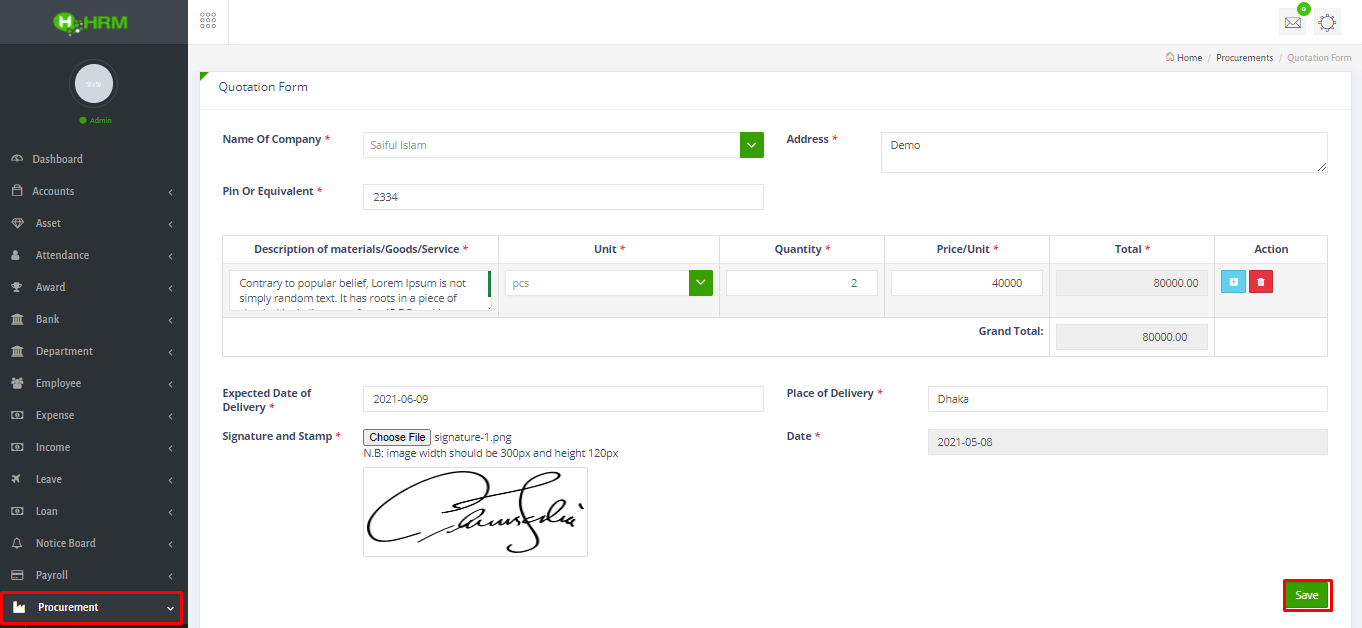 HRM
0
Home / Procurements / Quotation Form
Admin
Dashboard
Accounts
Asset
Attendance
Award
Bank
Department
Employee
Expense
Income
Leave
Loan
Notice Board
Payroll
Procurement
Quotation Form
Name Of Company *
Saiful Islam
Address *
Demo
Pin Or Equivalent *
2334
Description of materials/Goods/Service * Unit * Quantity * Price/Unit * Total * Action
Contrary to popular belief, Lorem Ipsum is not
simply random text. It has roots in a piece of
pcs 2 40000 80000.00
Grand Total: 80000.00
Expected Date of
Delivery *
2021-06-09
Place of Delivery *
Dhaka
Signature and Stamp *
Choose File signature-1.png
N.B: image width should be 300px and height 120px
Date *
2021-05-08
Save